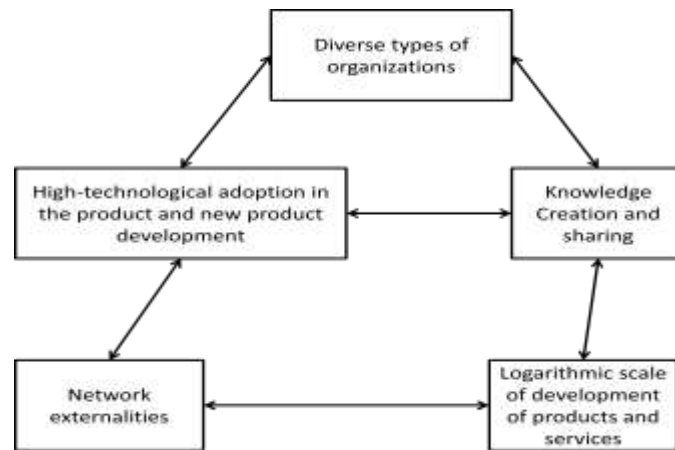 Diverse types of
organizations
High-technological adoption in
the product and new product
development
Knowledge
Creation and
sharing
Network
externalities
Logarithmic scale
of development
of products and
services